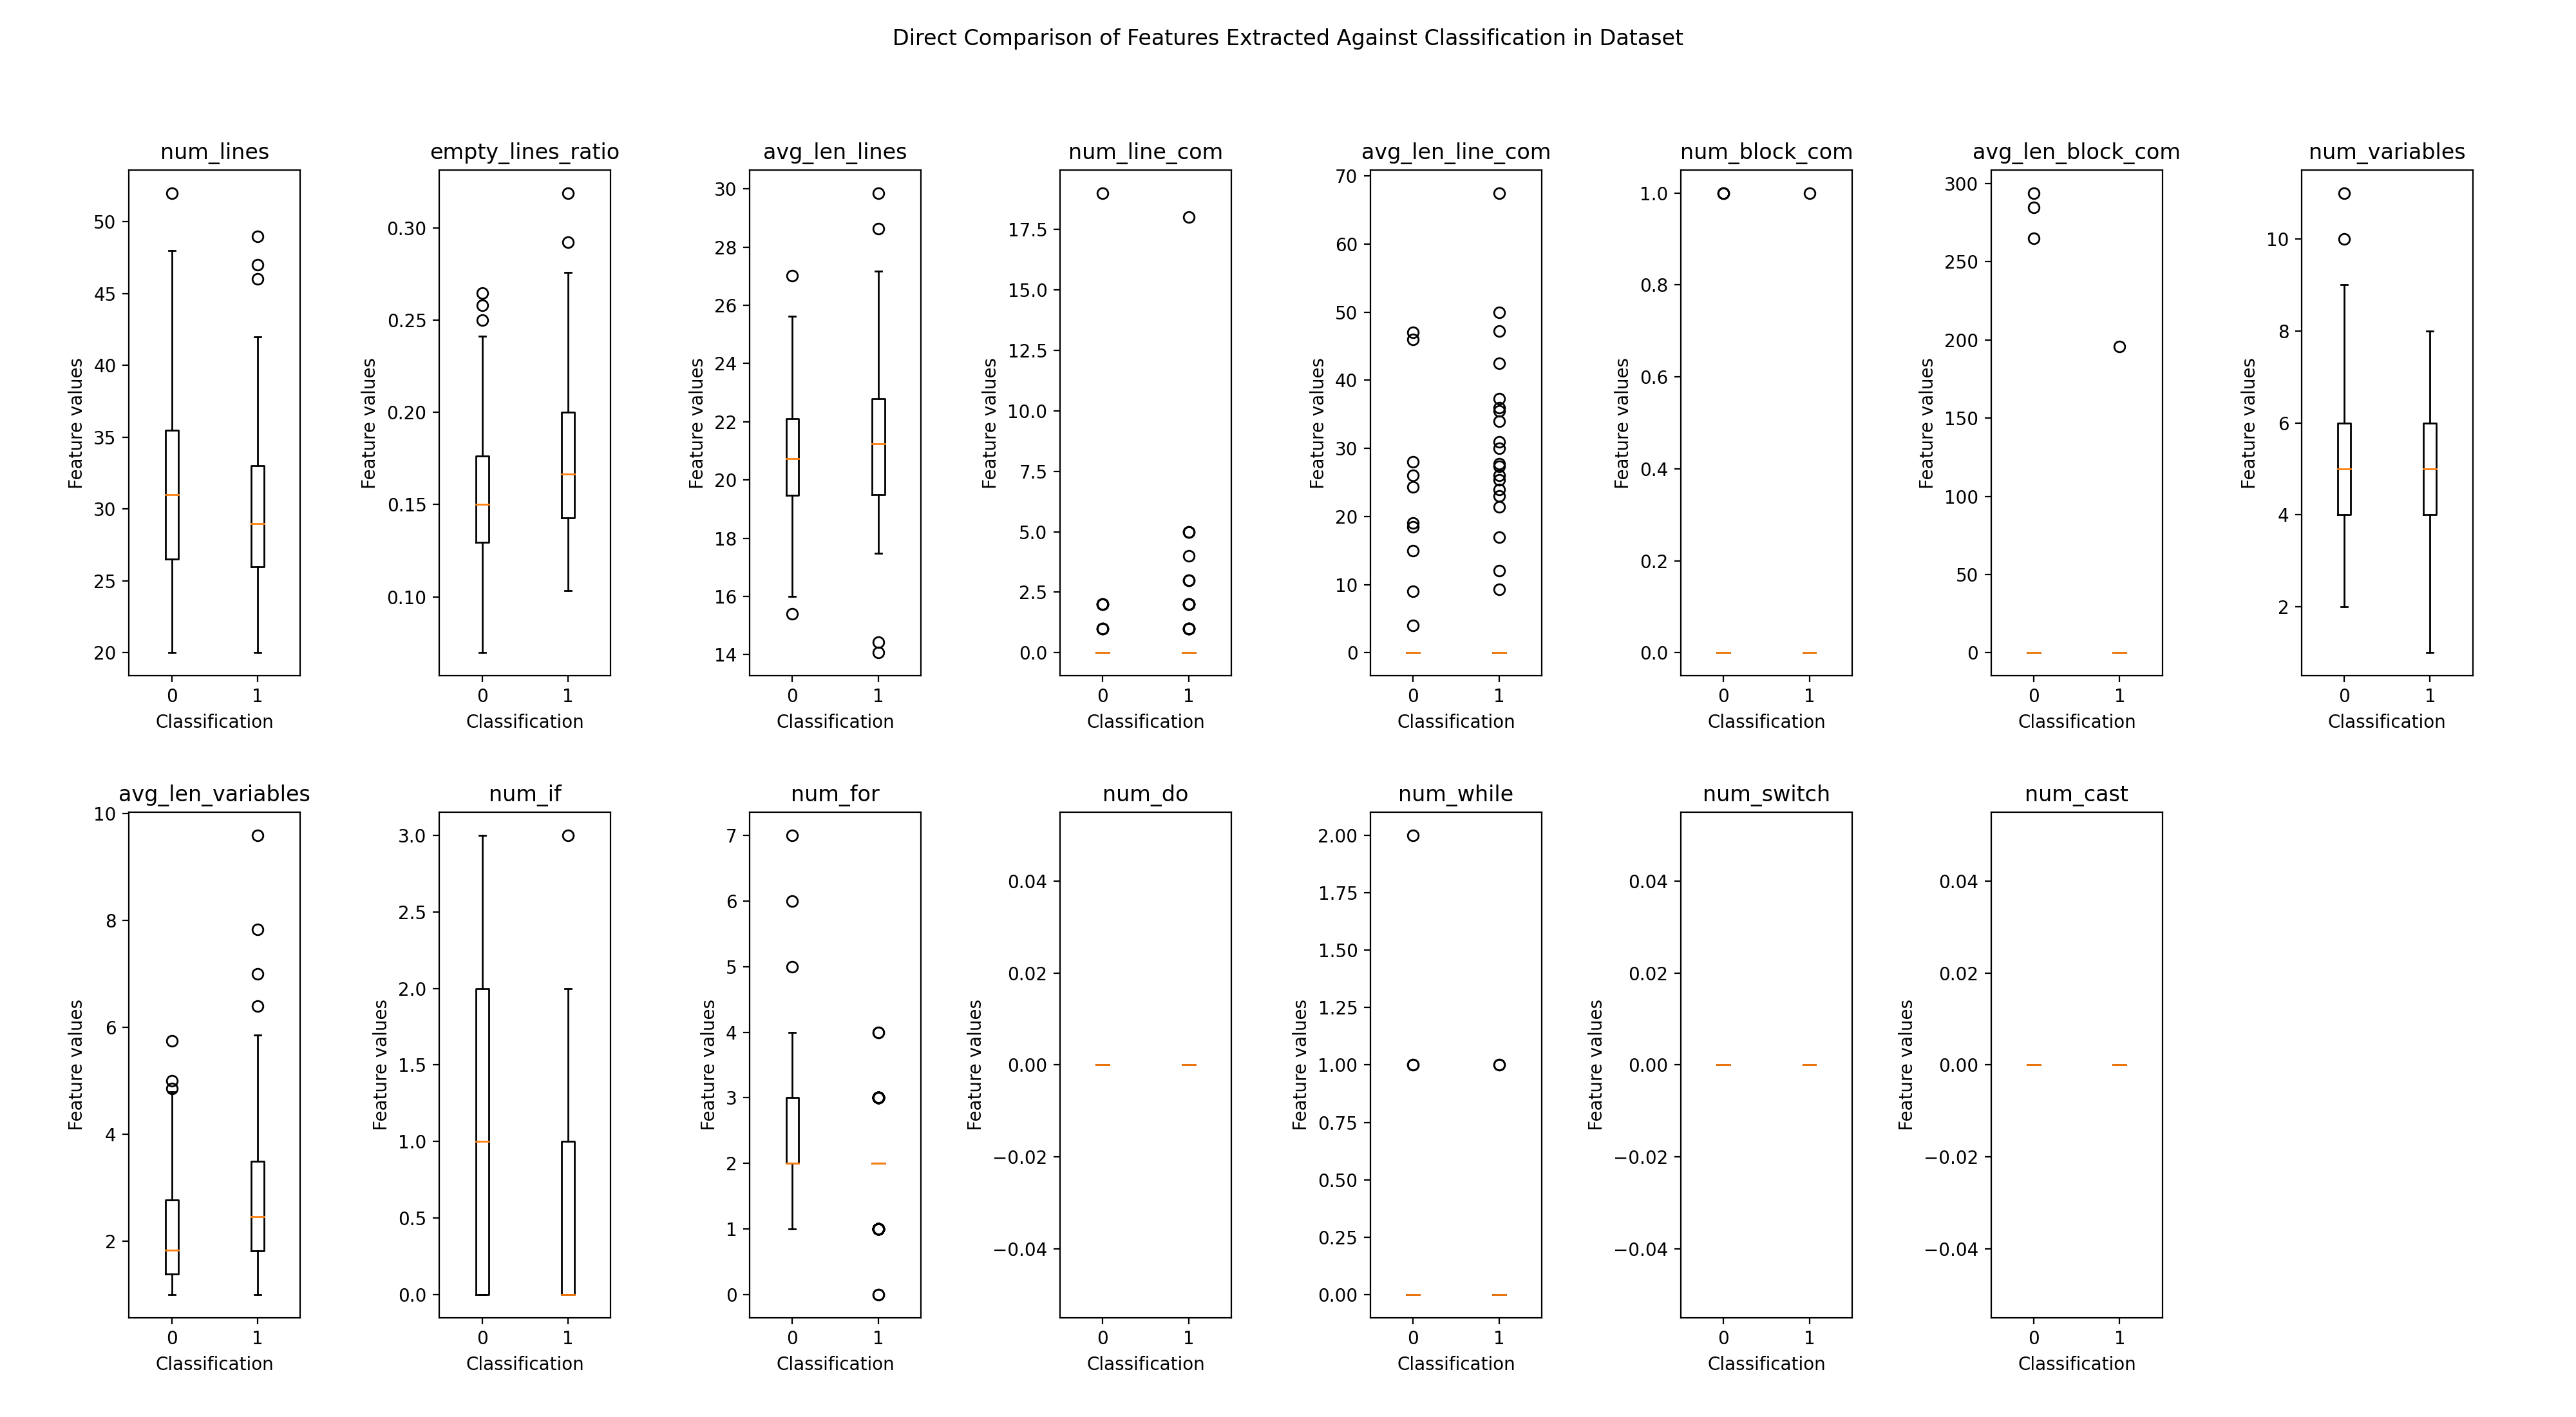 Direct Comparison of Features Extracted Against Classification in Dataset
num_lines
50
45
40
35
30
25
20
Feature values
0 1
Classification
empty_lines_ratio
0.30
0.25
0.20
0.15
0.10
Feature values
0 1
Classification
avg_len_lines
30
28
26
24
22
20
18
16
14
Feature values
0 1
Classification
num_line_com
17.5
15.0
12.5
10.0
7.5
5.0
2.5
0.0
Feature values
0 1
Classification
avg_len_line_com
70
60
50
40
30
20
10
0
Feature values
0 1
Classification
num_block_com
1.0
0.8
0.6
0.4
0.2
0.0
Feature values
0 1
Classification
avg_len_block_com
300
250
200
150
100
50
0
Feature values
0 1
Classification
num_variables
10
8
6
4
2
Feature values
0 1
Classification
avg_len_variables
10
8
6
4
2
Feature values
0 1
Classification
num_if
3.0
2.5
2.0
1.5
1.0
0.5
0.0
Feature values
0 1
Classification
num_for
7
6
5
4
3
2
1
0
Feature values
0 1
Classification
num_do
0.04
0.02
0.00
−0.02
−0.04
Feature values
0 1
Classification
num_while
2.00
1.75
1.50
1.25
1.00
0.75
0.50
0.25
0.00
Feature values
0 1
Classification
num_switch
0.04
0.02
0.00
−0.02
−0.04
Feature values
0 1
Classification
num_cast
0.04
0.02
0.00
−0.02
−0.04
Feature values
0 1
Classification